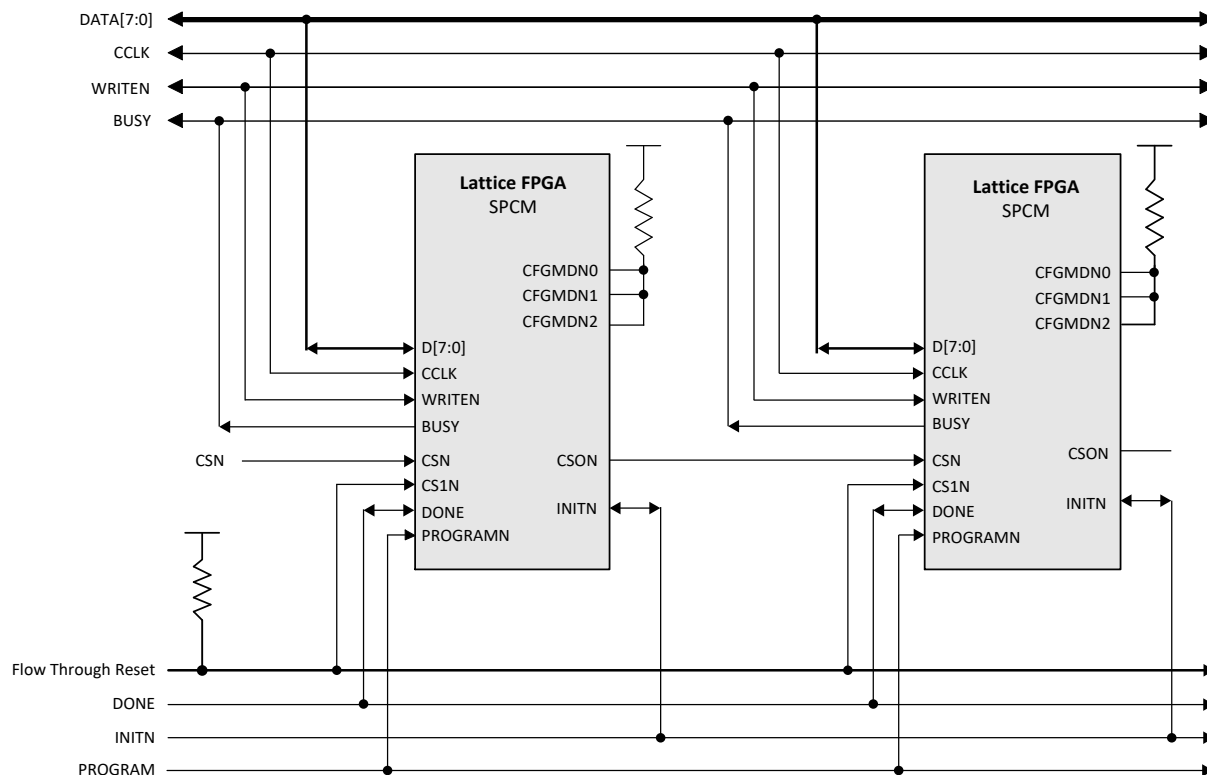 DATA[7:0]
CCLK
WRITEN
BUSY
Lattice FPGA
SPCM
CFGMDN0
CFGMDN1
CFGMDN2
D[7:0]
CCLK
WRITEN
BUSY
CSN
CSN
CSON
CS1N
DONE
INITN
PROGRAMN
Lattice FPGA
SPCM
CFGMDN0
CFGMDN1
CFGMDN2
D[7:0]
CCLK
WRITEN
BUSY
CSN
CSON
CS1N
DONE
INITN
PROGRAMN
Flow Through Reset
DONE
INITN
PROGRAM